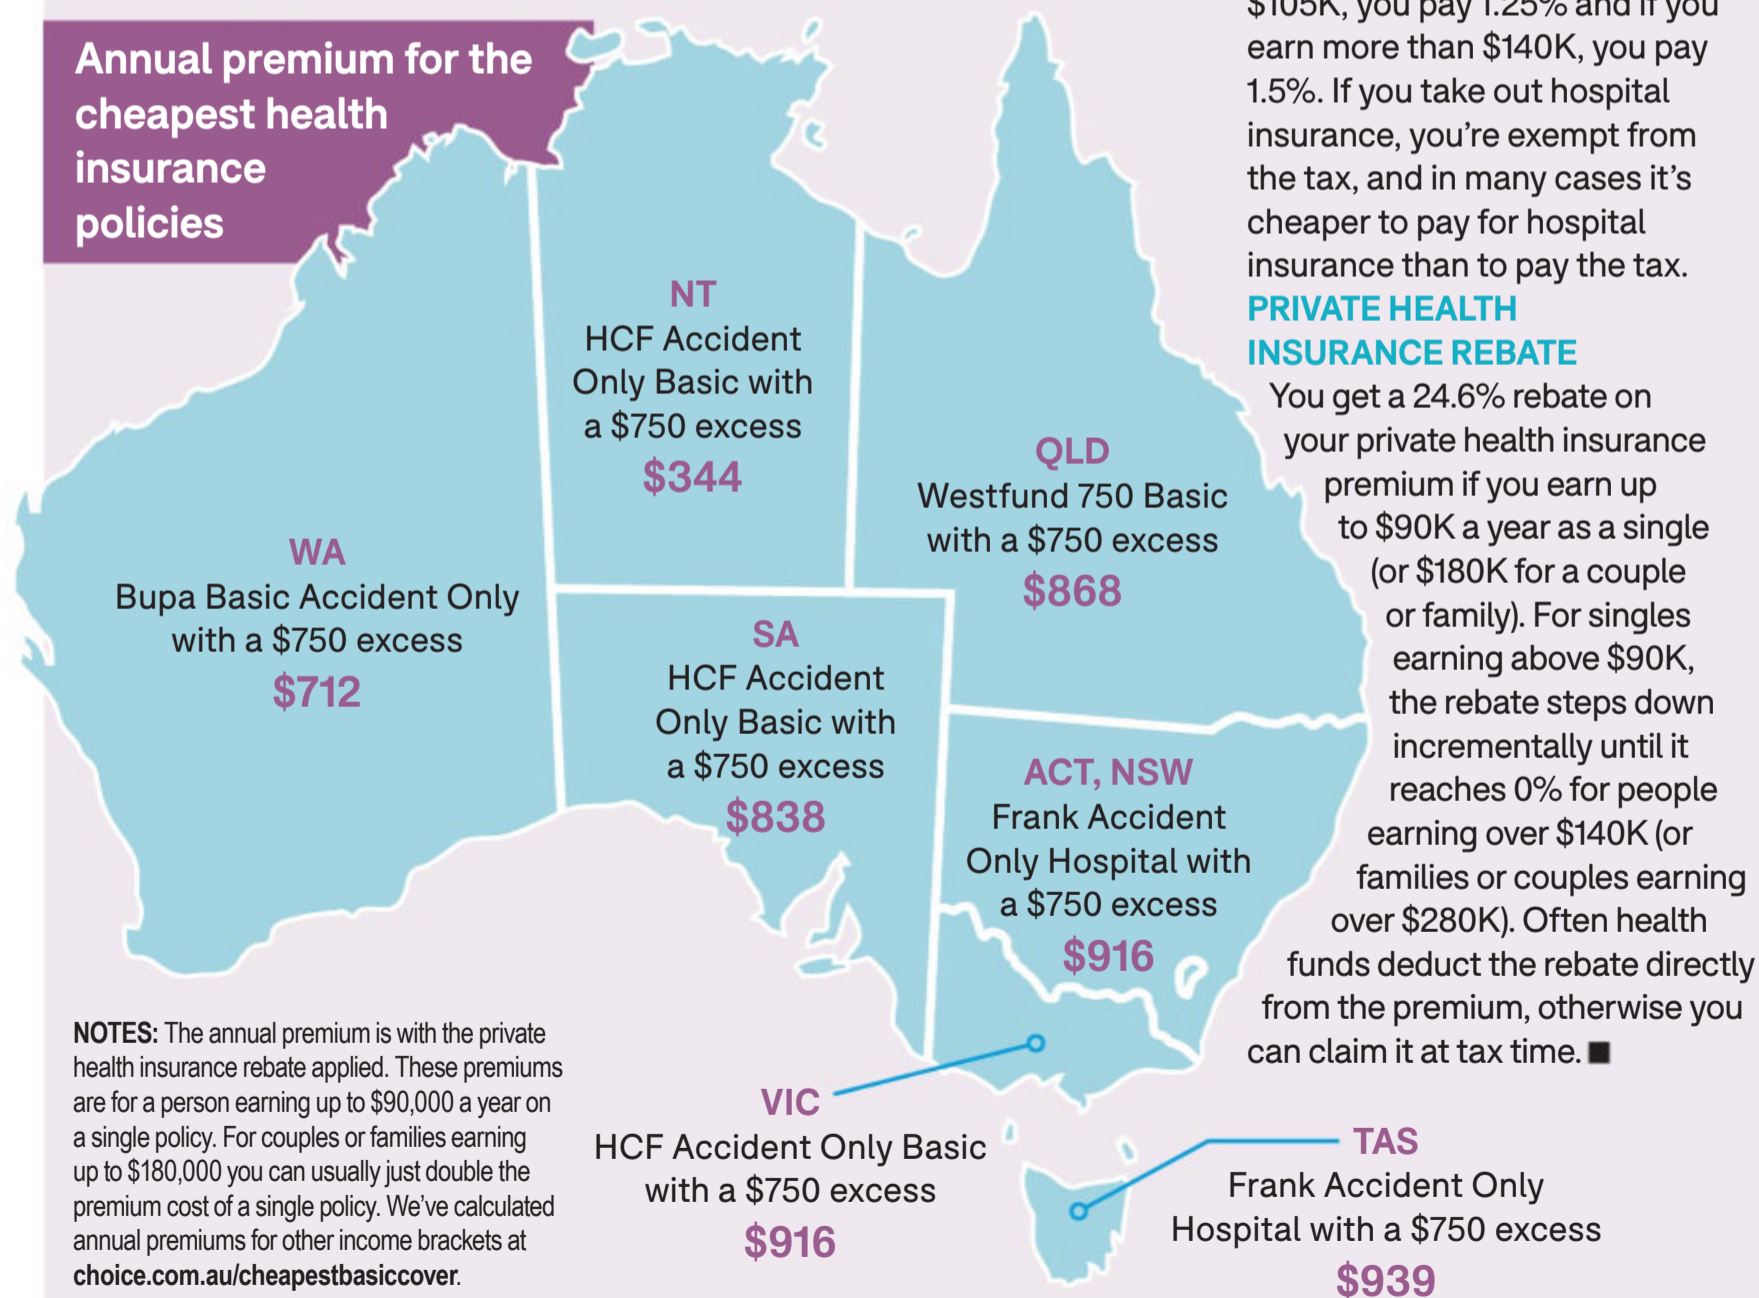 Annual premium for the
cheapest health
insurance
policies
NT
HCF Accident
Only Basic with
a $750 excess
$344
QLD
Westfund 750 Basic
with a $750 excess
$868
WA
Bupa Basic Accident Only
with a $750 excess
$712
SA
HCF Accident
Only Basic with
a $750 excess
$838
ACT, NSW
Frank Accident
Only Hospital with
a $750 excess
$916
VIC
HCF Accident Only Basic
with a $750 excess
$916
TAS
Frank Accident Only
Hospital with a $750 excess
$939
NOTES: The annual premium is with the private
health insurance rebate applied. These premiums
are for a person earning up to $90,000 a year on
a single policy. For couples or families earning
up to $180,000 you can usually just double the
premium cost of a single policy. We've calculated
annual premiums for other income brackets at
choice.com.au/cheapestbasiccover.
$105K, you pay 1.25% and if you
earn more than $140K, you pay
1.5%. If you take out hospital
insurance, you're exempt from
the tax, and in many cases it's
cheaper to pay for hospital
insurance than to pay the tax.
PRIVATE HEALTH
INSURANCE REBATE
You get a 24.6% rebate on
your private health insurance
premium if you earn up
to $90K a year as a single
(or $180K for a couple
or family). For singles
earning above $90K,
the rebate steps down
incrementally until it
reaches 0% for people
earning over $140K (or
families or couples earning
over $280K). Often health
funds deduct the rebate directly
from the premium, otherwise you
can claim it at tax time. ■